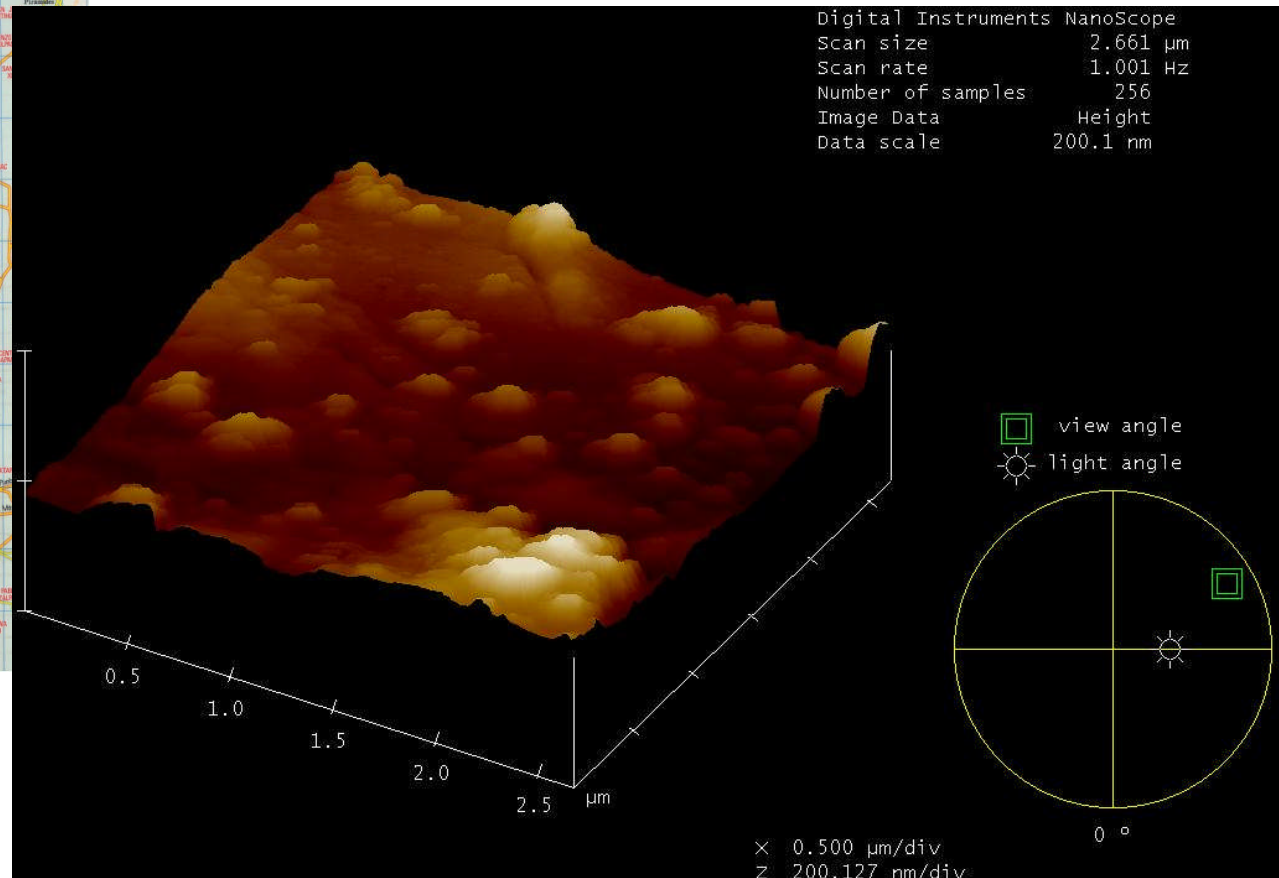 Digital Instruments NanoScope
Scan size 2.661 µm
Scan rate 1.001 Hz
Number of samples 256
Image Data Height
Data scale 200.1 nm
view angle
light angle
0.5
1.0
1.5
2.0
2.5
µm
0 º
X 0.500 µm/div
Z 200.127 nm/div